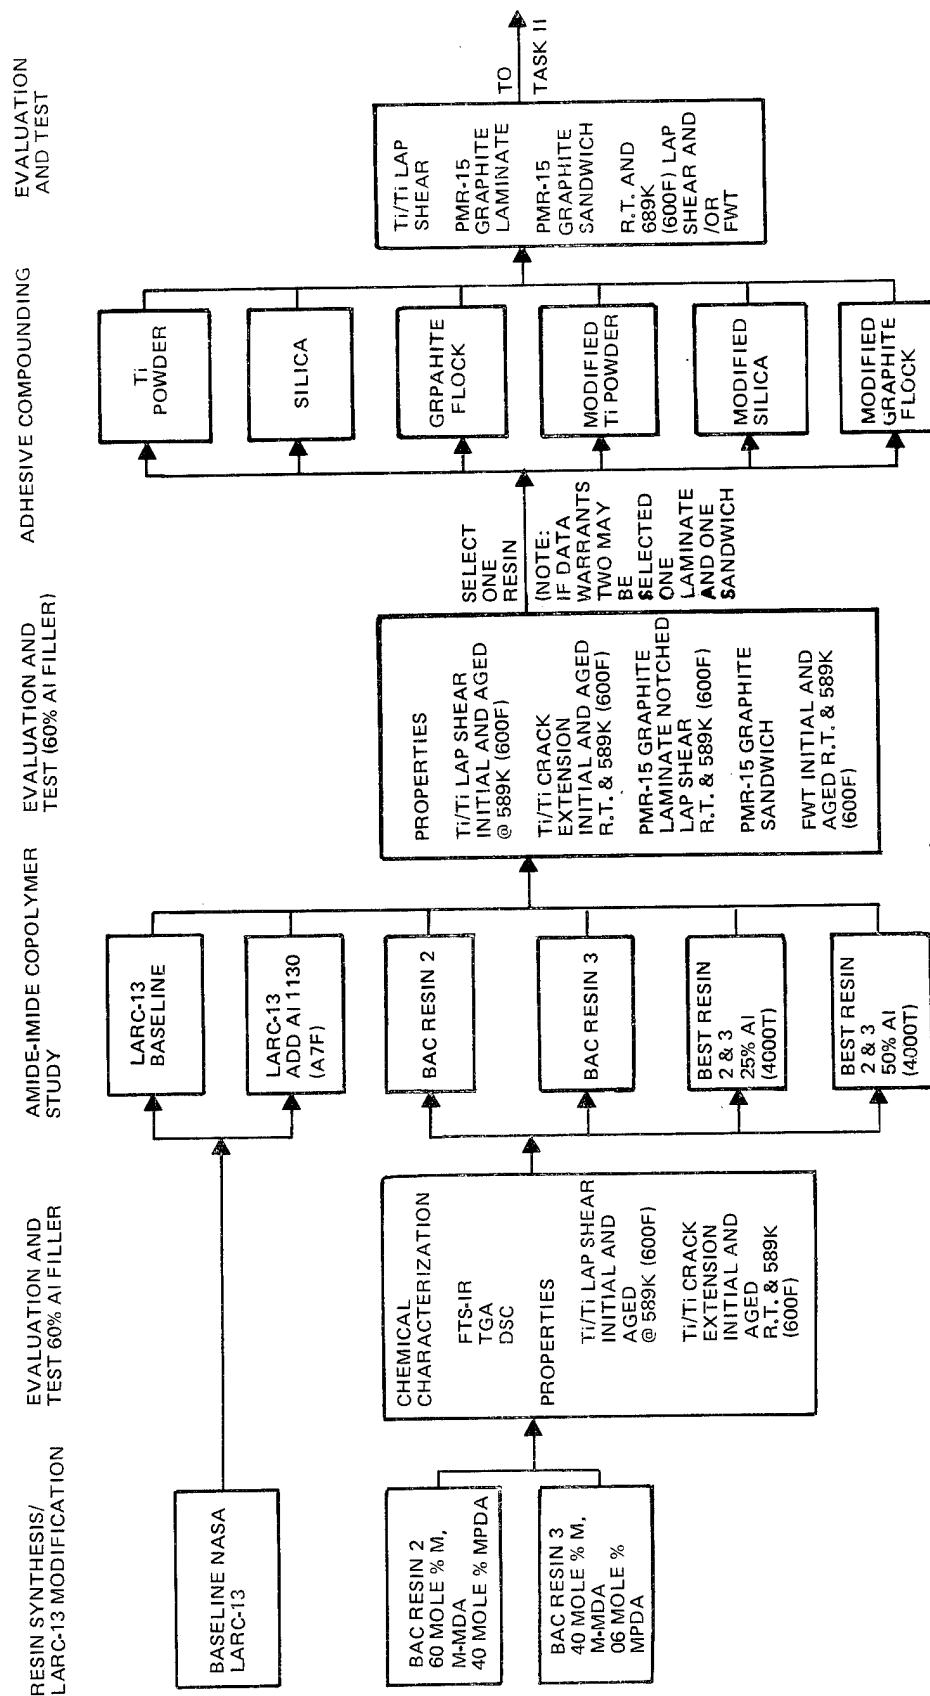 RESIN SYNTHESIS/
LARC-13 MODIFICATION
EVALUATION AND
TEST 60% Al FILLER
AMIDE-IMIDE COPOLYMER
STUDY
EVALUATION AND
TEST (60% Al FILLER)
ADHESIVE COMPOUNDING
EVALUATION
AND TEST
BASELINE NASA
LARC-13
BAC RESIN 2
60 MOLE % M,
M-MDA
40 MOLE % MPDA
BAC RESIN 3
40 MOLE % M,
M-MDA
06 MOLE %
MPDA
CHEMICAL
CHARACTERIZATION
FTS-IR
TGA
DSC
PROPERTIES
Ti/Ti LAP SHEAR
INITIAL AND
AGED
@ 589K (600F)
Ti/Ti CRACK
EXTENSION
INITIAL AND
AGED
R.T. & 589K
(600F)
LARC-13
BASELINE
LARC-13
ADD AI 1130
(A7F)
BAC RESIN 2
BAC RESIN 3
BEST RESIN
2 & 3
25% AI
(4000T)
BEST RESIN
2 & 3
50% AI
(4000T)
PROPERTIES
Ti/Ti LAP SHEAR
INITIAL AND AGED
@ 589K (600F)
Ti/Ti CRACK
EXTENSION
INITIAL AND AGED
R.T. & 589K (600F)
PMR-15 GRAPHITE
LAMINATE NOTCHED
LAP SHEAR
R.T. & 589K (600F)
PMR-15 GRAPHITE
SANDWICH
FWT INITIAL AND
AGED R.T. & 589K
(600F)
SELECT
ONE
RESIN
(NOTE:
IF DATA
WARRANTS
TWO MAY
BE
SELECTED
ONE
LAMINATE
AND ONE
SANDWICH
Ti
POWDER
SILICA
GRPAHITE
FLOCK
MODIFIED
Ti POWDER
MODIFIED
SILICA
MODIFIED
GRAPHITE
FLOCK
Ti/Ti LAP
SHEAR
PMR-15
GRAPHITE
LAMINATE
PMR-15
GRAPHITE
SANDWICH
R.T. AND
689K
(600F) LAP
SHEAR AND
/OR
FWT
TO
TASK II